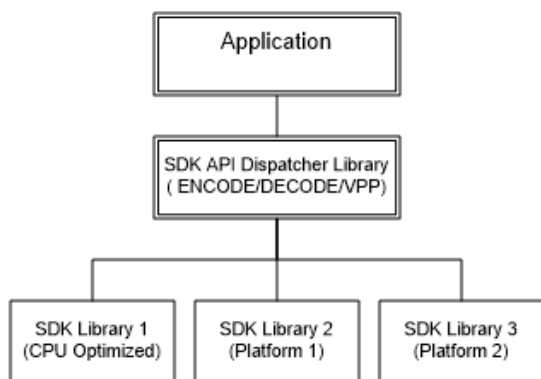 Application
SDK API Dispatcher Library
( ENCODE/DECODE/VPP)
SDK Library 1
(CPU Optimized)
SDK Library 2
(Platform 1)
SDK Library 3
(Platform 2)